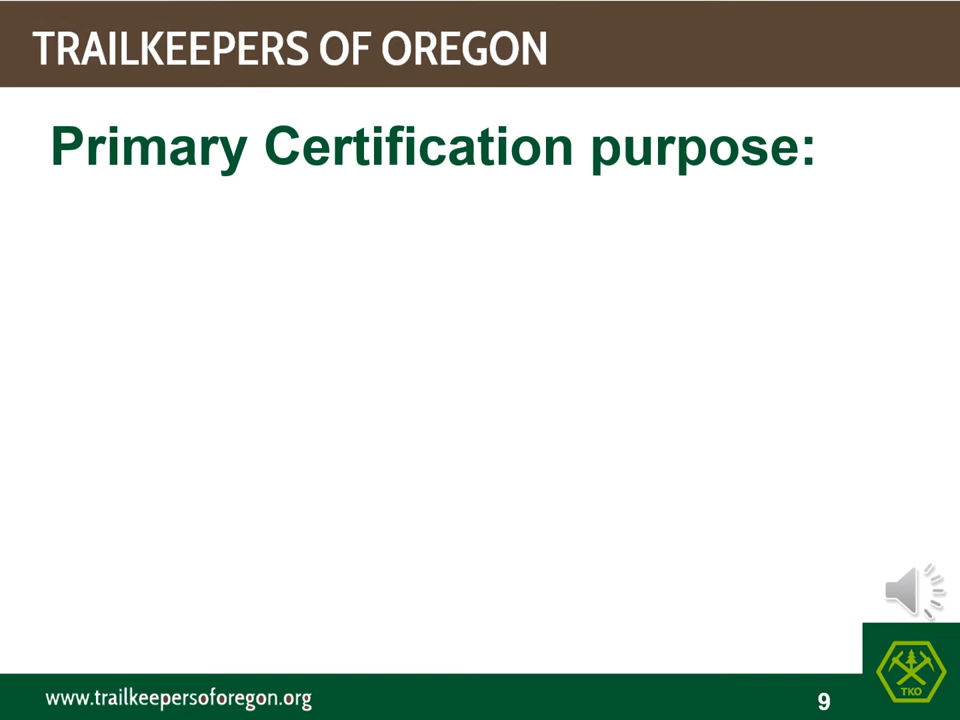 TRAILKEEPERS OF OREGON
Primary Certification purpose:
TKO
www.trailkeepersoforegon.org
9